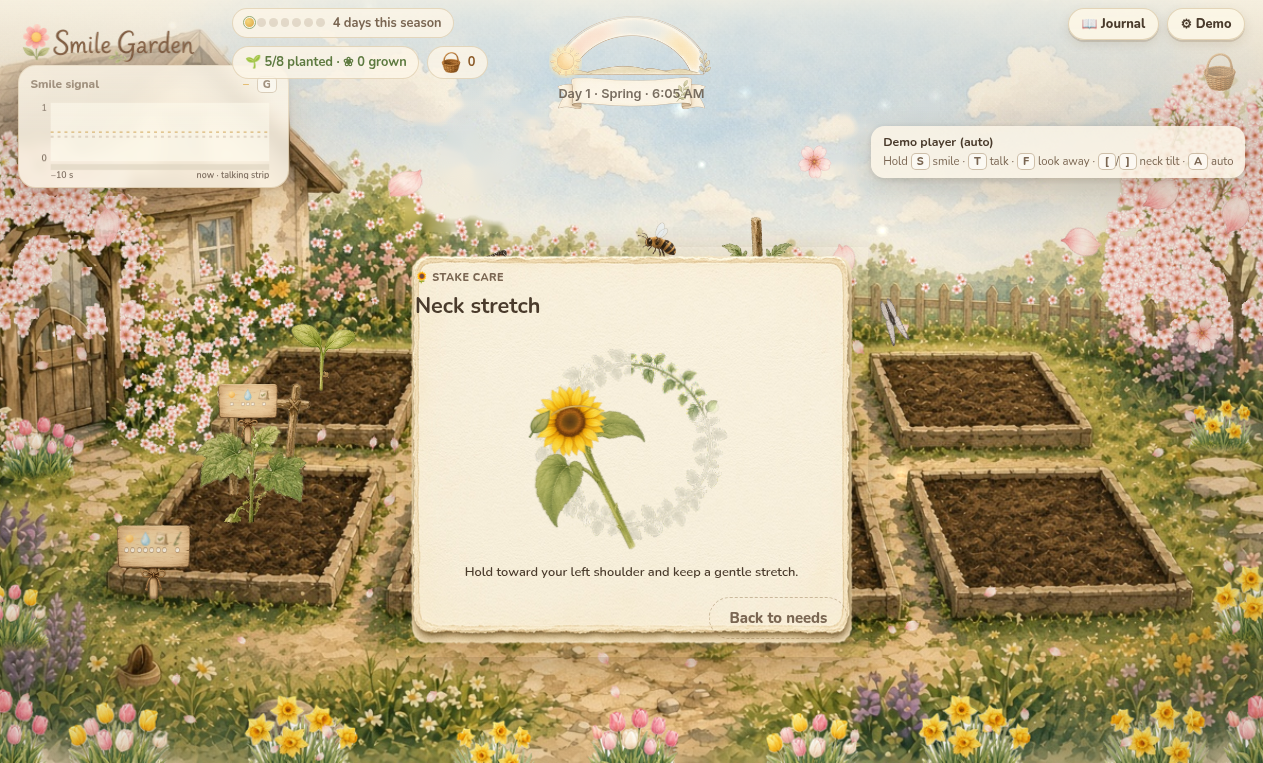 Smile Garden
4 days this season
5/8 planted · 0 grown
0
Day 1 · Spring · 6:05 AM
Journal
Demo
Smile signal
– G
1
0
−10 s
now · talking strip
Demo player (auto)
Hold S smile · T talk · F look away · [ / ] neck tilt · A auto
STAKE CARE
Neck stretch
Hold toward your left shoulder and keep a gentle stretch.
Back to needs